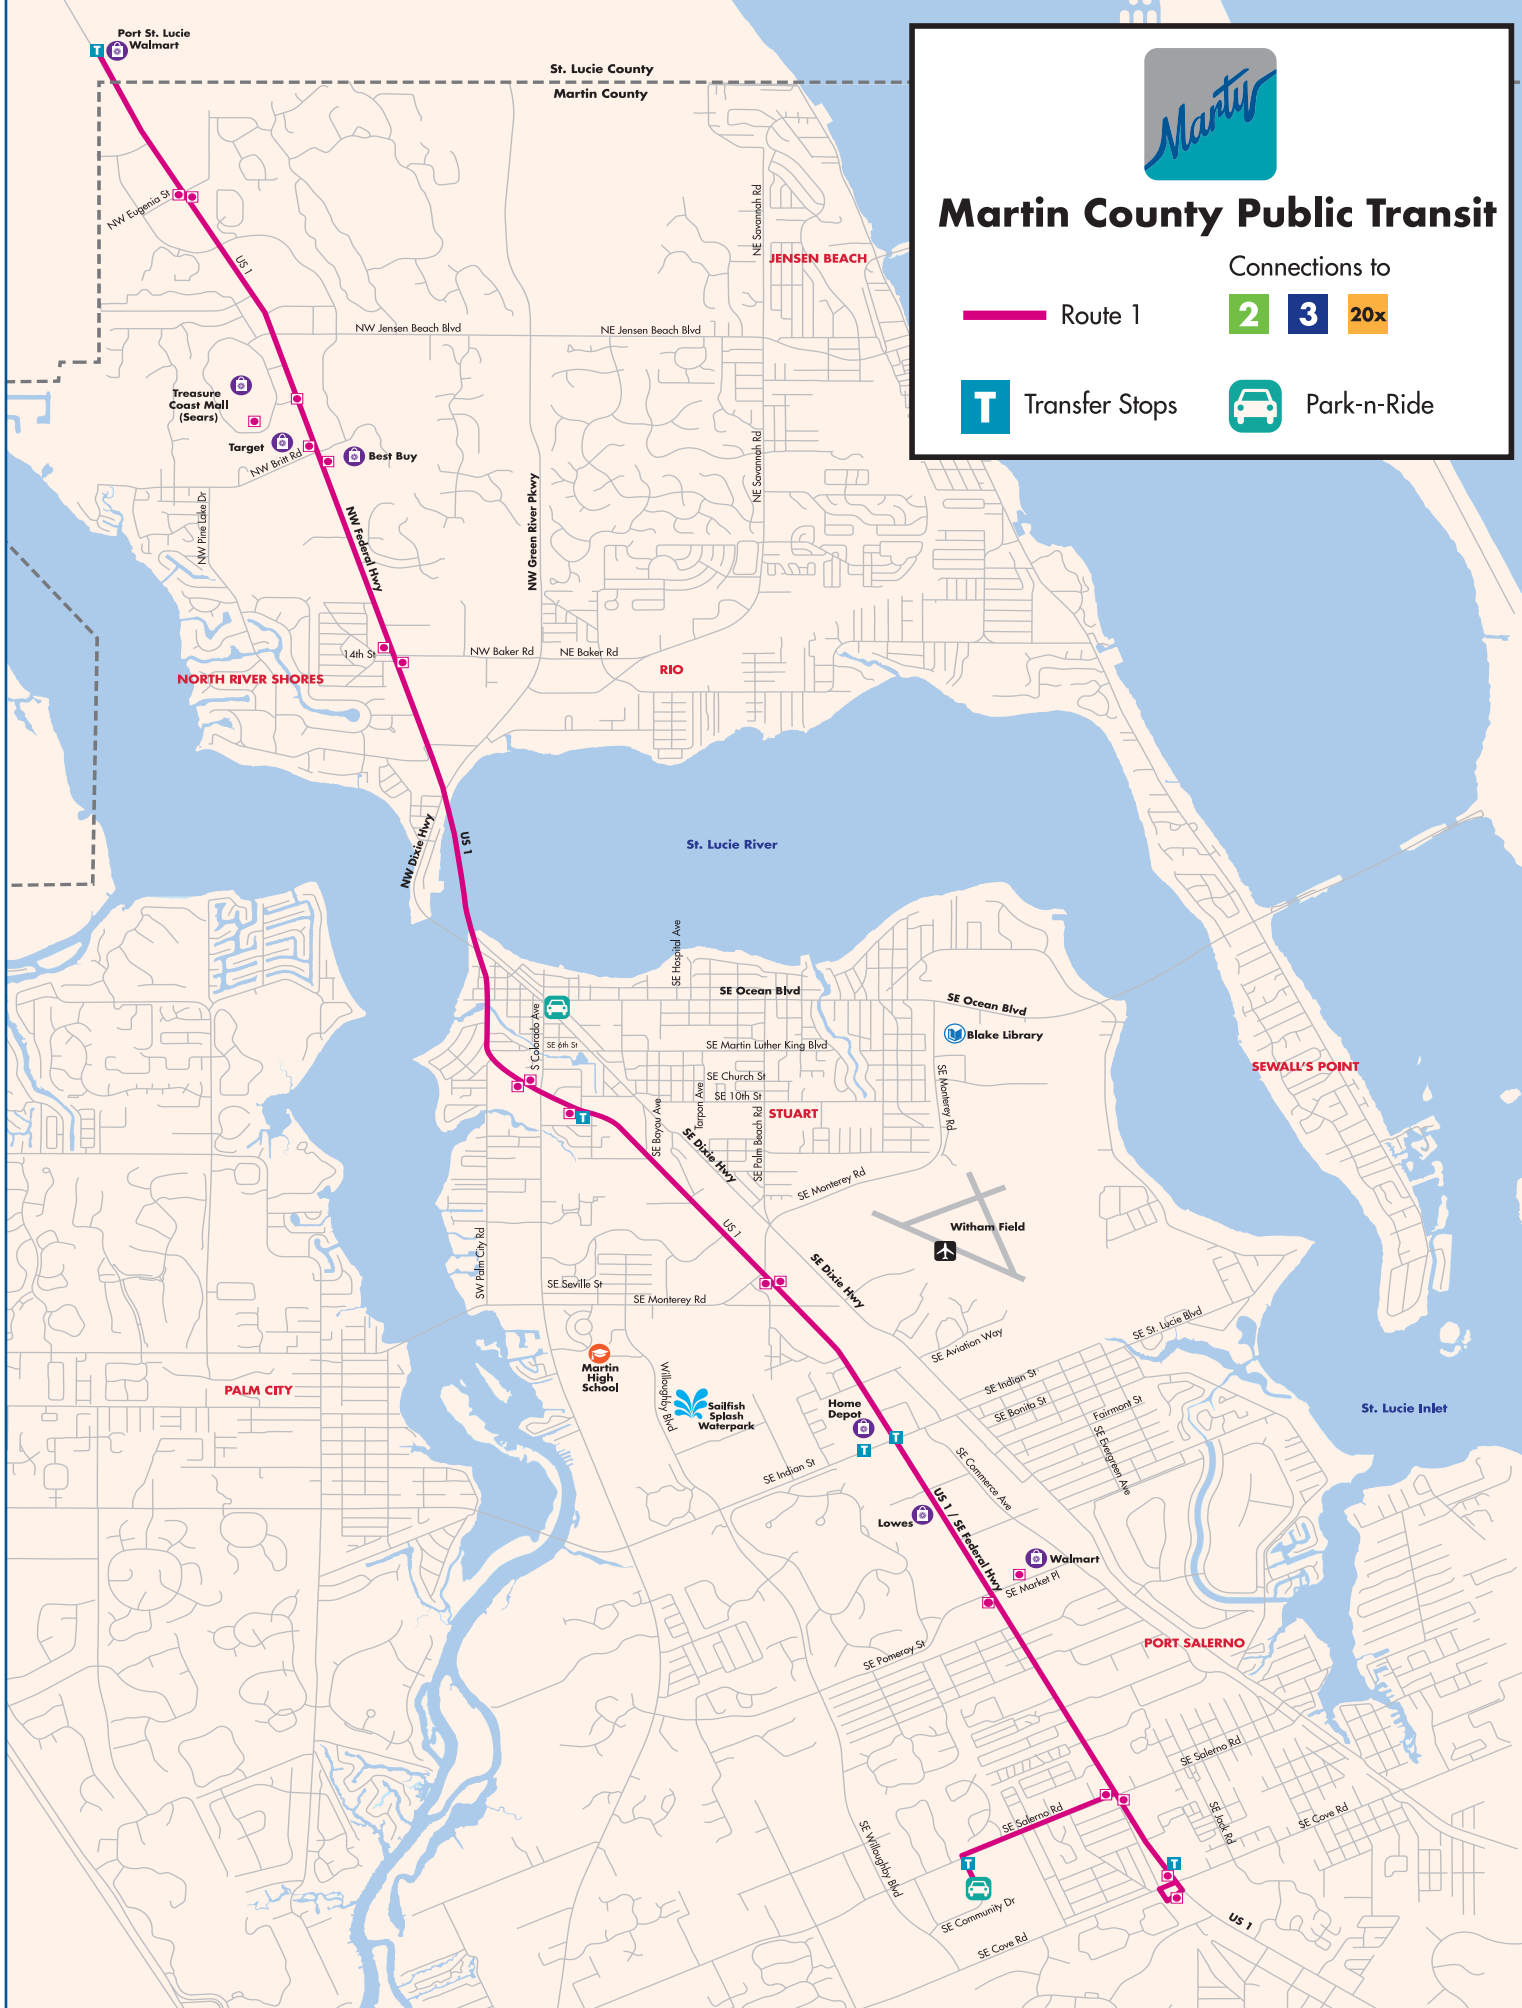 Port St. Lucie
Walmart
T
St. Lucie County
Martin County
Marty
Martin County Public Transit
Connections to
Route 1
2
3
20x
T
Transfer Stops
Park-n-Ride
NW Eugenia St
US 1
NE Savannah Rd
JENSEN BEACH
NW Jensen Beach Blvd
NE Jensen Beach Blvd
Treasure
Coast Mall
(Sears)
Target
NW Britt Rd
Best Buy
NE Savannah Rd
NW Pine Lake Dr
NW Federal Hwy
NW Green River Pkwy
14th St
NW Baker Rd
NE Baker Rd
RIO
NORTH RIVER SHORES
NW Dixie Hwy
US 1
St. Lucie River
SE Hospital Ave
SE Ocean Blvd
SE Ocean Blvd
S Colorado Ave
SE 6th St
SE Martin Luther King Blvd
Blake Library
SE Church St
SE 10th St
Tarpon Ave
SE Bayou Ave
SE Palm Beach Rd
STUART
SE Monterey Rd
SEWALL'S POINT
T
SE Dixie Hwy
SE Monterey Rd
US 1
Witham Field
SW Palm City Rd
SE Seville St
SE Monterey Rd
SE Dixie Hwy
SE Aviation Way
SE St. Lucie Blvd
Martin
High
School
Willoughby Blvd
Sailfish
Splash
Waterpark
PALM CITY
Home
Depot
T
T
SE Indian St
SE Indian St
SE Bonita St
Fairmont St
SE Evergreen Ave
St. Lucie Inlet
SE Commerce Ave
Lowes
US 1 / SE Federal Hwy
Walmart
SE Market Pl
SE Pomeroy St
PORT SALERNO
SE Salerno Rd
SE Salerno Rd
SE Jack Rd
SE Cove Rd
SE Willoughby Blvd
T
T
SE Community Dr
SE Cove Rd
US 1